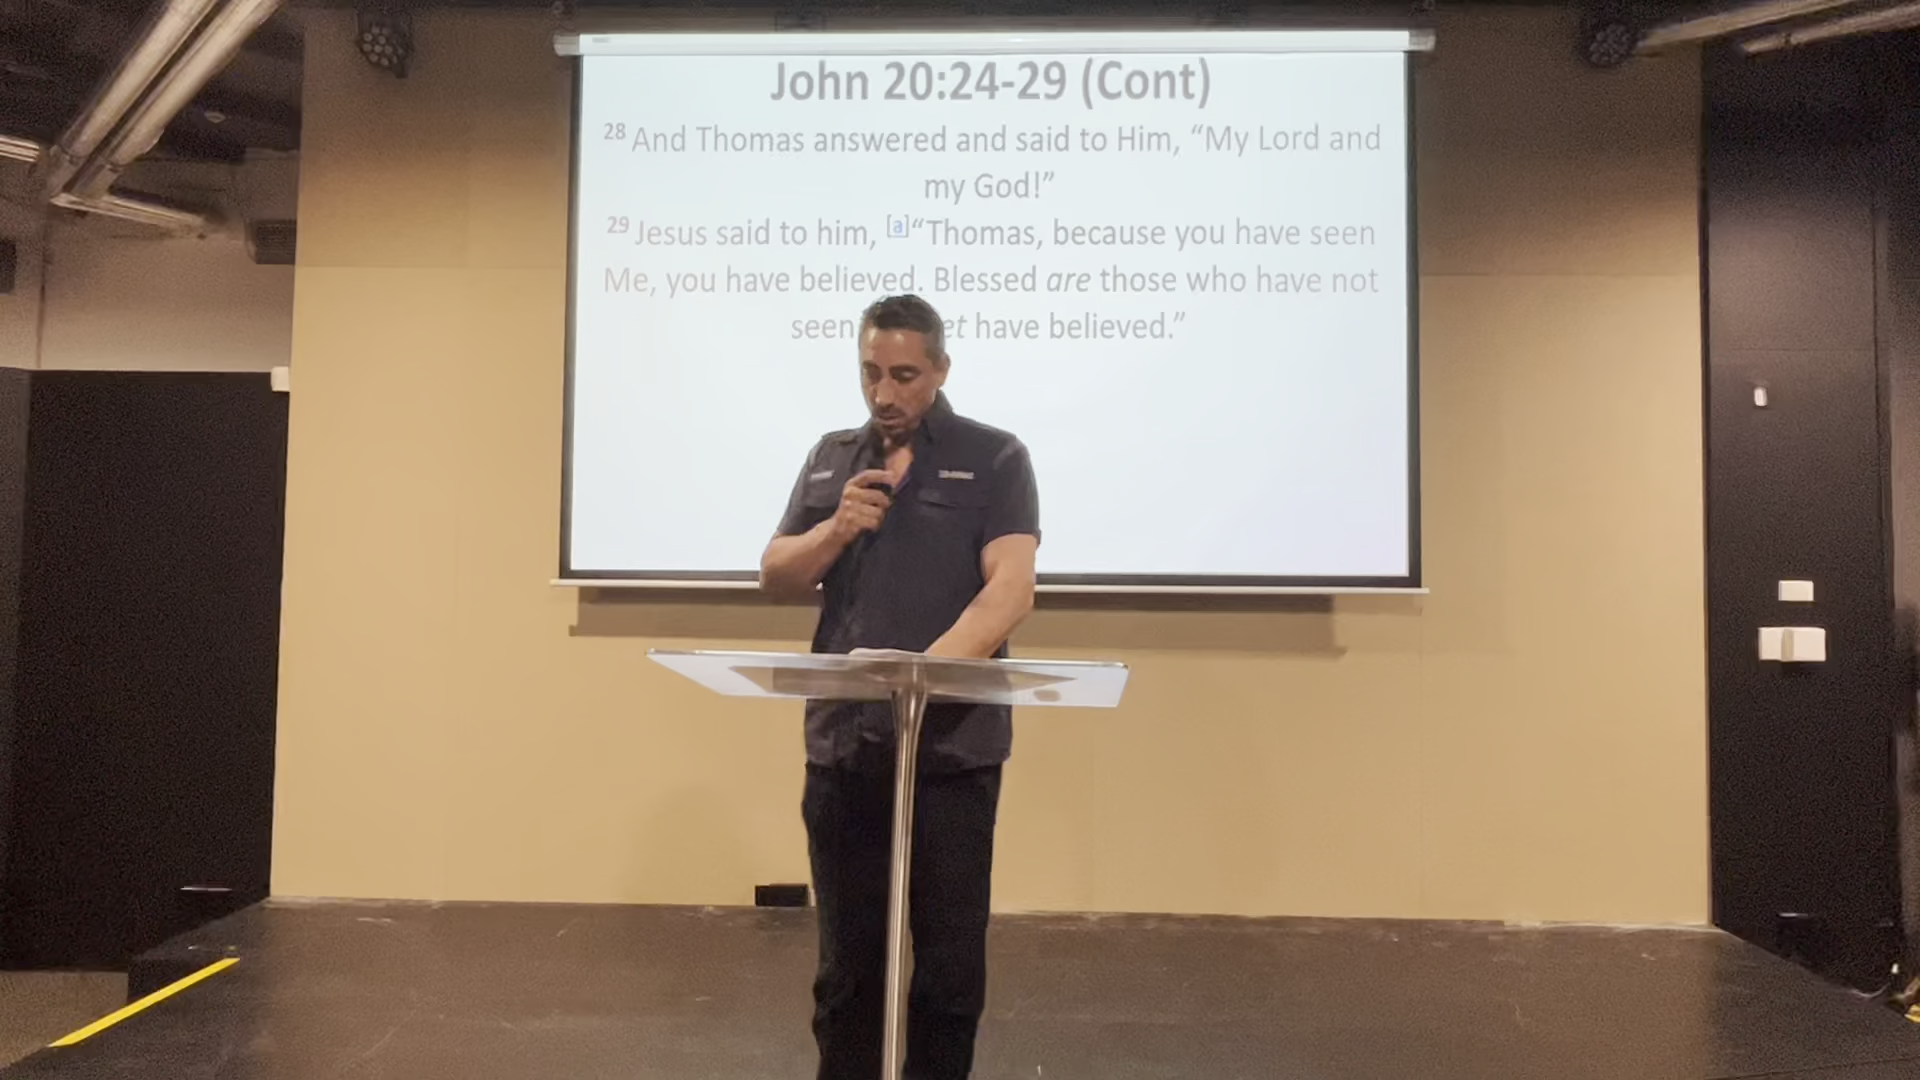 John 20:24-29 (Cont)
28 And Thomas answered and said to Him, “My Lord and
my God!”
29 Jesus said to him, [a]“Thomas, because you have seen
Me, you have believed. Blessed are those who have not
seen have believed.”